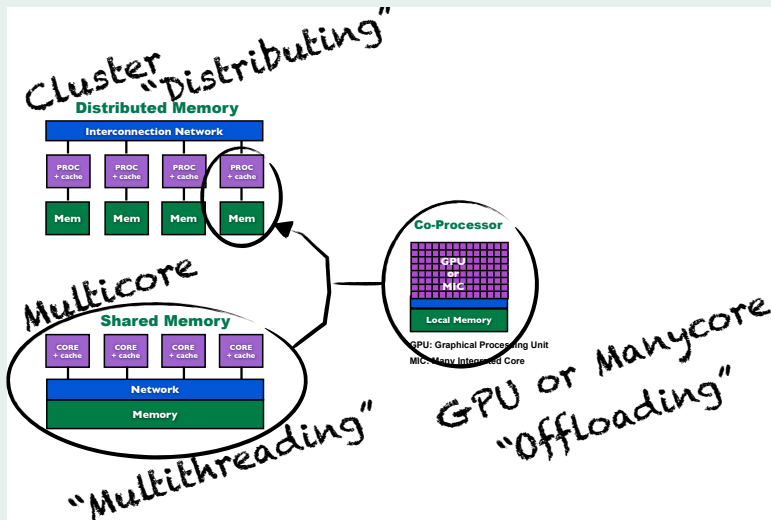 Cluster
"Distributing"
Distributed Memory
Interconnection Network
PROC + cache PROC + cache PROC + cache PROC + cache
Mem Mem Mem Mem
Multicore
Shared Memory
CORE + cache CORE + cache CORE + cache CORE + cache
Network
Memory
"Multithreading"
Co-Processor
GPU
or
MIC
Local Memory
GPU: Graphical Processing Unit
MIC: Many Integrated Core
GPU or Manycore
"Offloading"